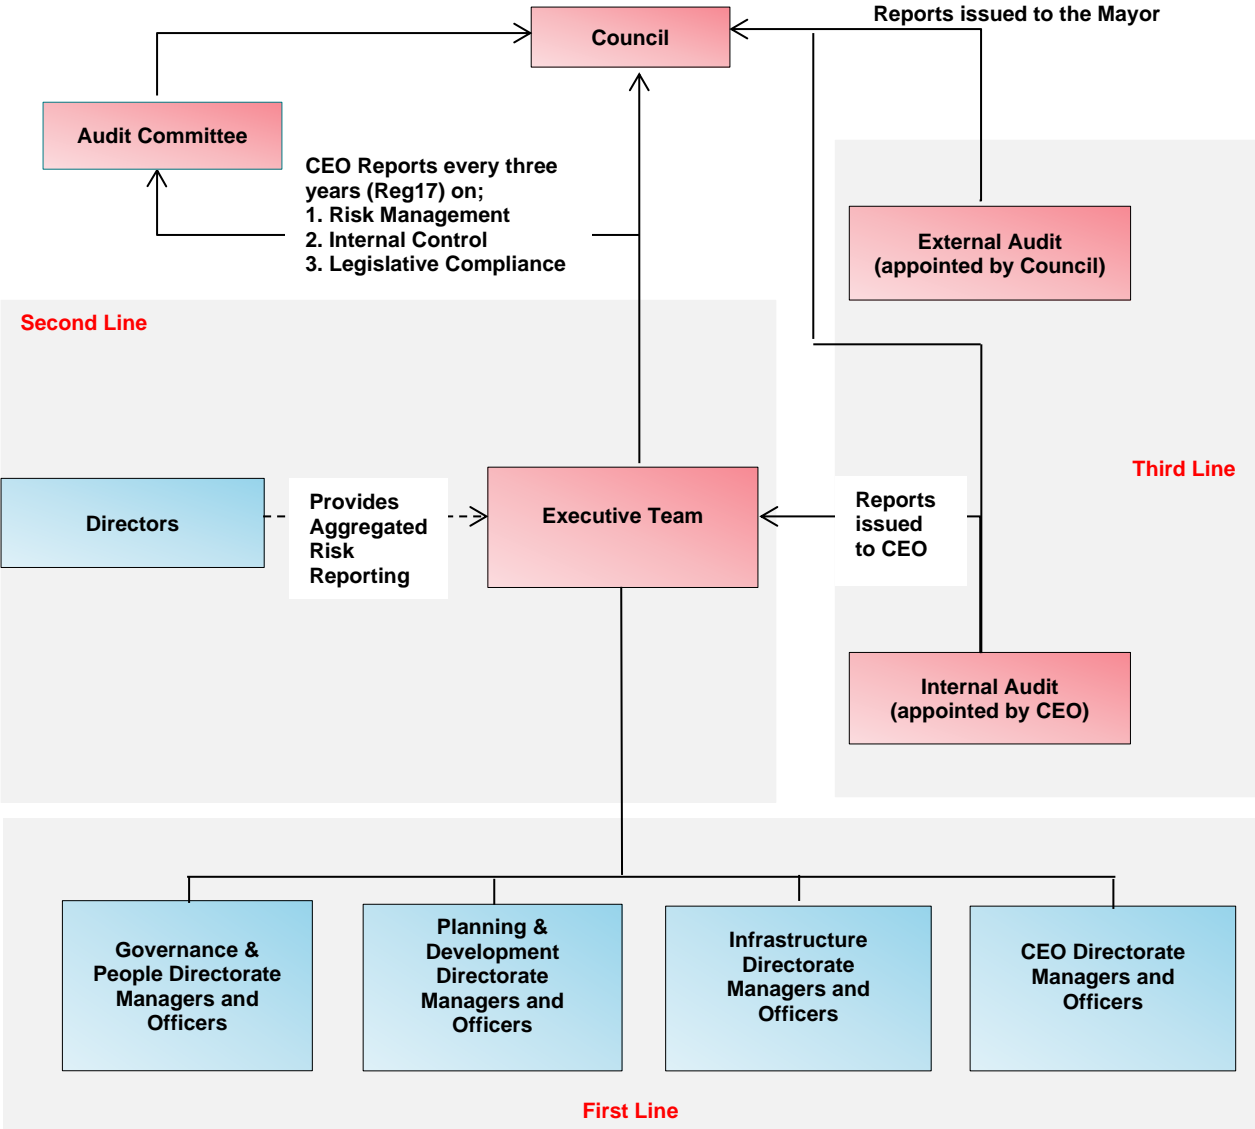 Reports issued to the Mayor
Council
Audit Committee
CEO Reports every three
years (Reg17) on;
1. Risk Management
2. Internal Control
3. Legislative Compliance
External Audit
(appointed by Council)
Second Line
Third Line
Directors
Provides
Aggregated
Risk
Reporting
Executive Team
Reports
issued
to CEO
Internal Audit
(appointed by CEO)
Governance &
People Directorate
Managers and
Officers
Planning &
Development
Directorate
Managers and
Officers
Infrastructure
Directorate
Managers and
Officers
CEO Directorate
Managers and
Officers
First Line